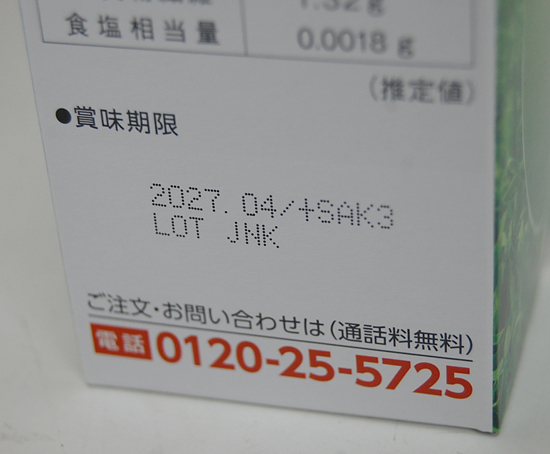 1.32 g
食塩相当量 0.0018 g
(推定値)
●賞味期限
2027.04/+SAK3
LOT JNK
ご注文・お問い合わせは(通話料無料)
電話 0120-25-5725